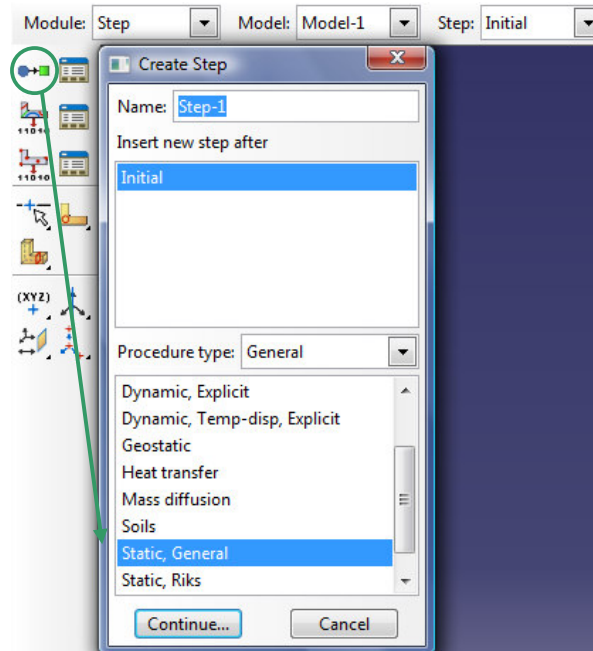 Module: Step Model: Model-1 Step: Initial
Create Step
Name: Step-1
Insert new step after
Initial
Procedure type: General
Dynamic, Explicit
Dynamic, Temp-disp, Explicit
Geostatic
Heat transfer
Mass diffusion
Soils
Static, General
Static, Riks
Continue... Cancel
11010
11010
(XYZ)